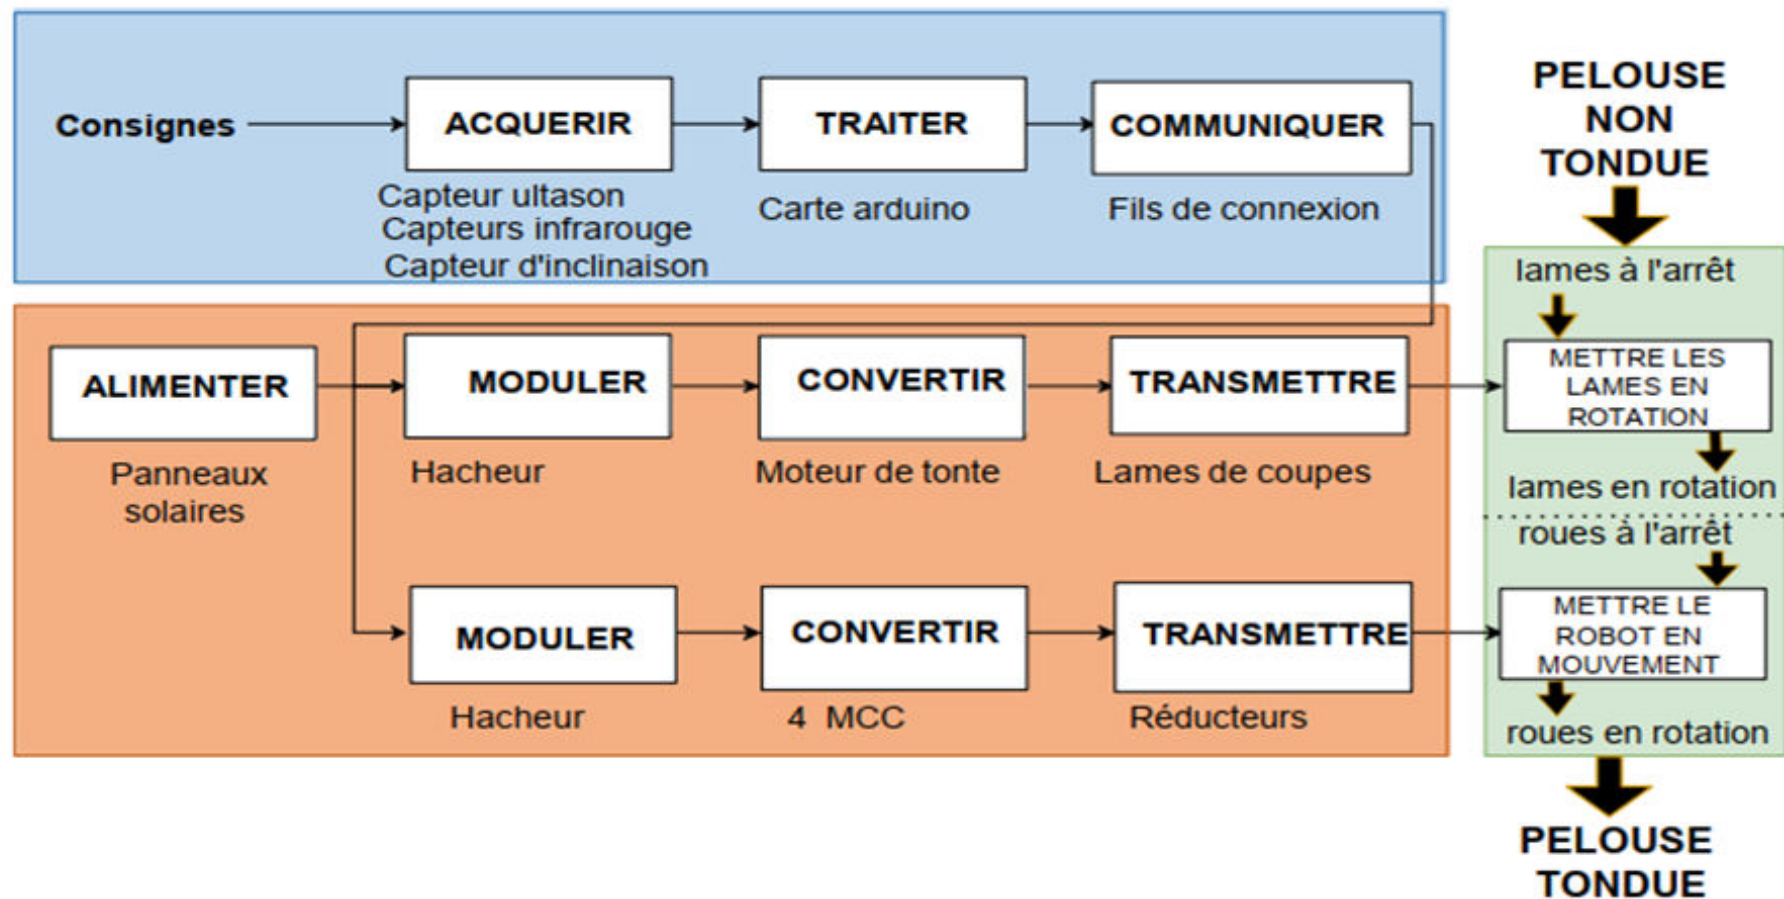 Consignes
ACQUERIR
TRAITER
COMMUNIQUER
Capteur ultason
Capteurs infrarouge
Capteur d'inclinaison
Carte arduino
Fils de connexion
PELOUSE
NON
TONDUE
lames à l'arrêt
ALIMENTER
MODULER
CONVERTIR
TRANSMETTRE
METTRE LES
LAMES EN
ROTATION
Panneaux
solaires
Hacheur
Moteur de tonte
Lames de coupes
lames en rotation
roues à l'arrêt
MODULER
CONVERTIR
TRANSMETTRE
METTRE LE
ROBOT EN
MOUVEMENT
Hacheur
4 MCC
Réducteurs
roues en rotation
PELOUSE
TONDUE